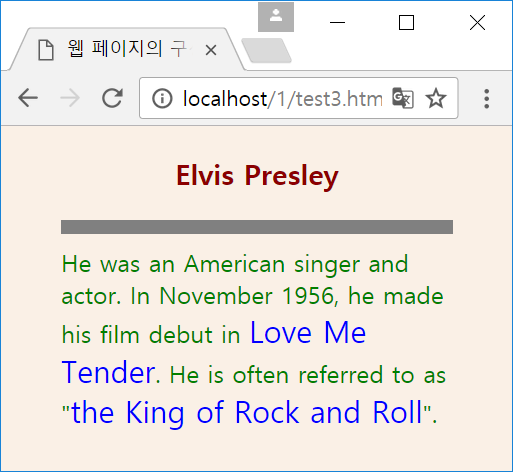 웹 페이지의 구
localhost/1/test3.htm
Elvis Presley
He was an American singer and
actor. In November 1956, he made
his film debut in Love Me
Tender. He is often referred to as
"the King of Rock and Roll".